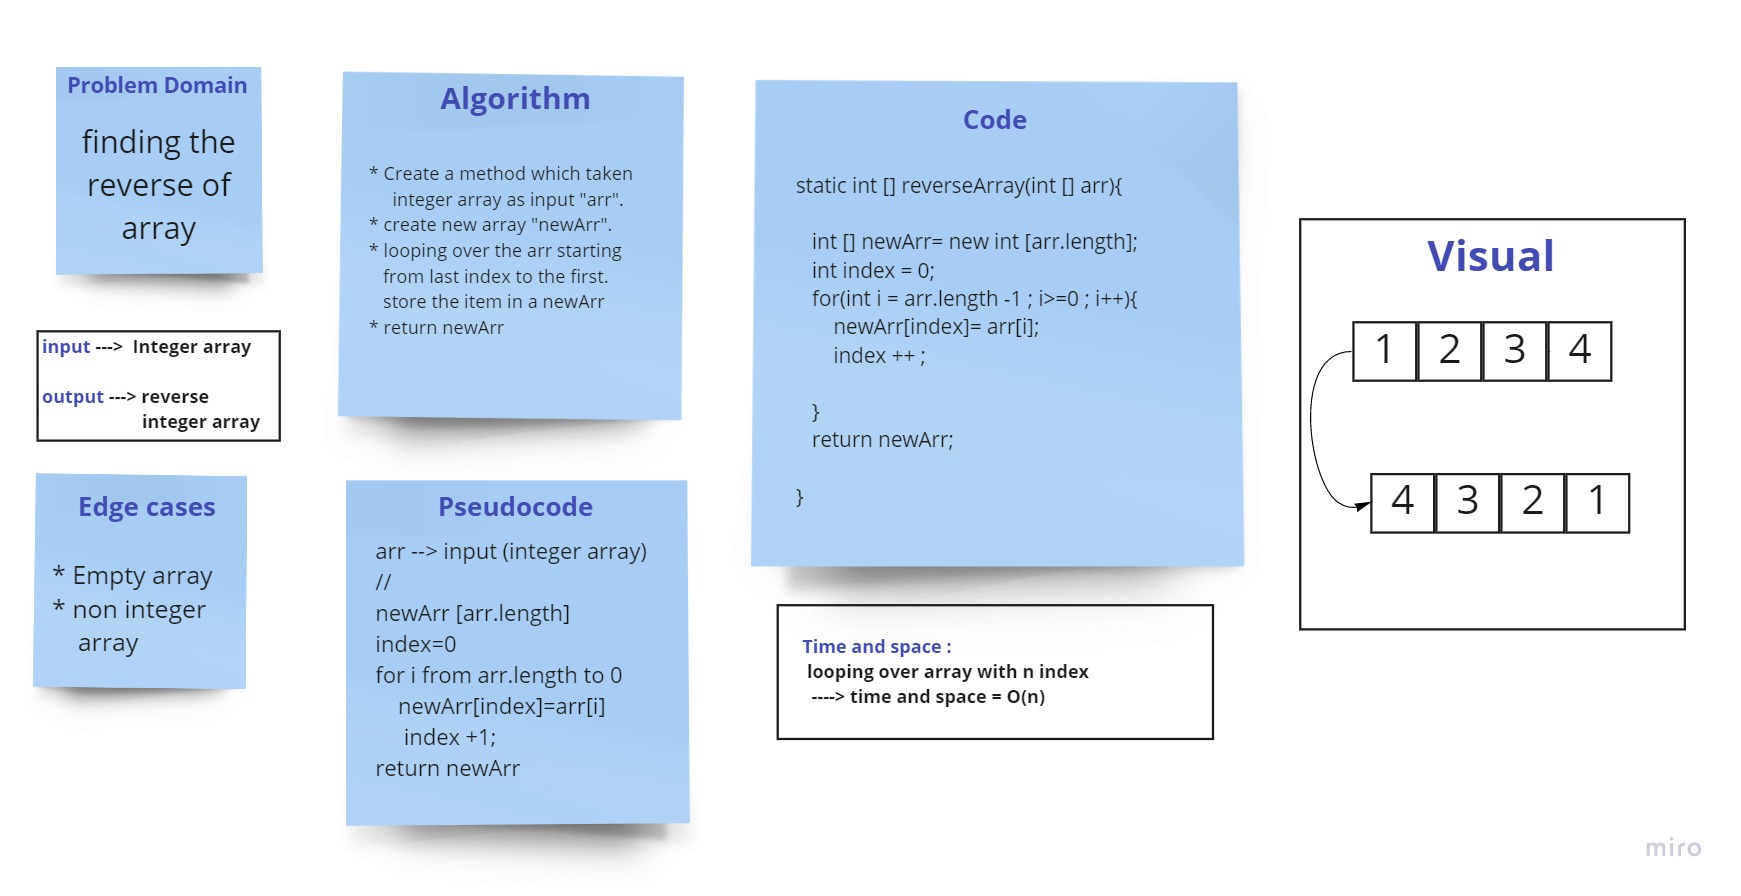 Problem Domain
finding the
reverse of
array
input ---> Integer array
output ---> reverse
integer array
Edge cases
* Empty array
* non integer
array
Algorithm
* Create a method which taken
integer array as input "arr".
* create new array "newArr".
* looping over the arr starting
from last index to the first.
store the item in a newArr
* return newArr
Pseudocode
arr --> input (integer array)
//
newArr [arr.length]
index=0
for i from arr.length to 0
newArr[index]=arr[i]
index +1;
return newArr
Code
static int [] reverseArray(int [] arr){
int [] newArr= new int [arr.length];
int index = 0;
for(int i = arr.length -1 ; i>=0 ; i++){
newArr[index]= arr[i];
index ++ ;
}
return newArr;
}
Time and space :
looping over array with n index
----> time and space = O(n)
Visual
1 2 3 4
4 3 2 1
miro